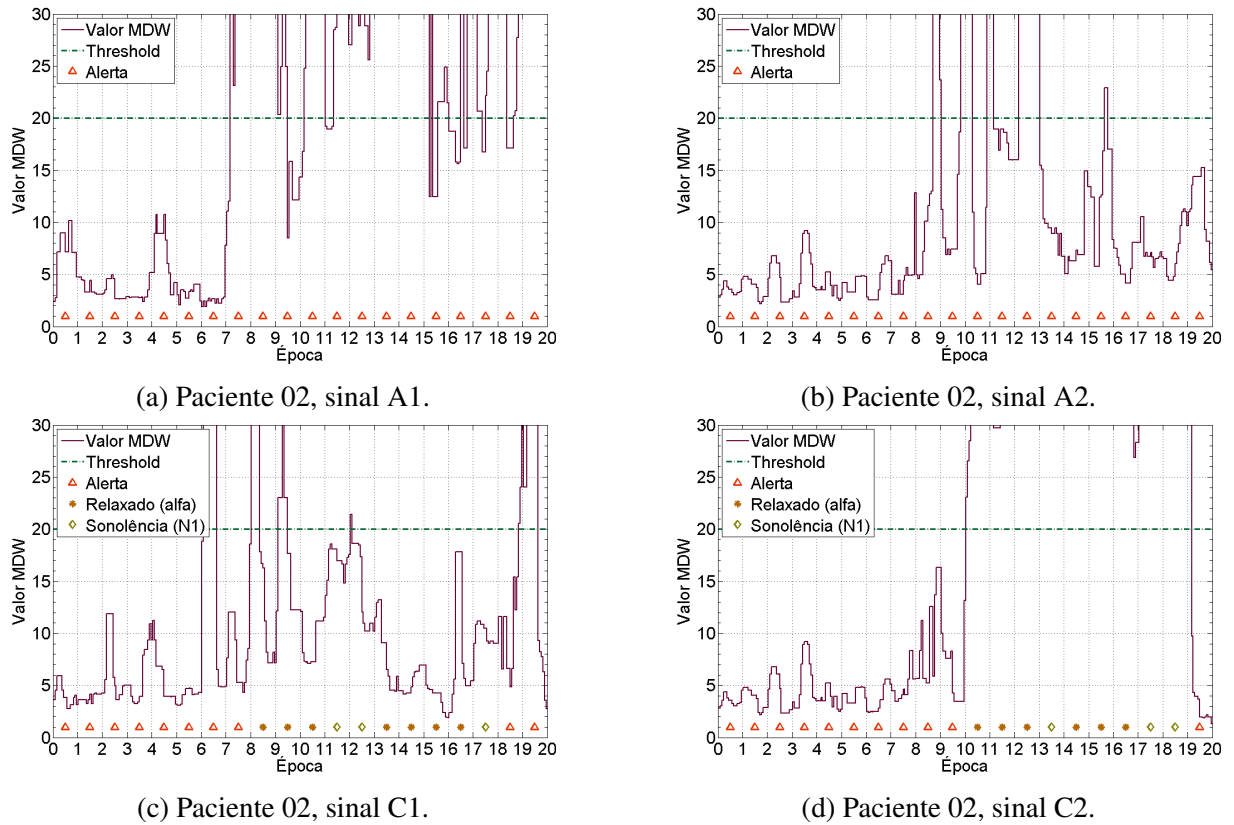 Valor MDW
30
25
20
15
10
5
0
Valor MDW
Threshold
Alerta
0 1 2 3 4 5 6 7 8 9 10 11 12 13 14 15 16 17 18 19 20
Época
(a) Paciente 02, sinal A1.
Valor MDW
30
25
20
15
10
5
0
Valor MDW
Threshold
Alerta
0 1 2 3 4 5 6 7 8 9 10 11 12 13 14 15 16 17 18 19 20
Época
(b) Paciente 02, sinal A2.
Valor MDW
30
25
20
15
10
5
0
Valor MDW
Threshold
Alerta
Relaxado (alfa)
Sonolência (N1)
0 1 2 3 4 5 6 7 8 9 10 11 12 13 14 15 16 17 18 19 20
Época
(c) Paciente 02, sinal C1.
Valor MDW
30
25
20
15
10
5
0
Valor MDW
Threshold
Alerta
Relaxado (alfa)
Sonolência (N1)
0 1 2 3 4 5 6 7 8 9 10 11 12 13 14 15 16 17 18 19 20
Época
(d) Paciente 02, sinal C2.